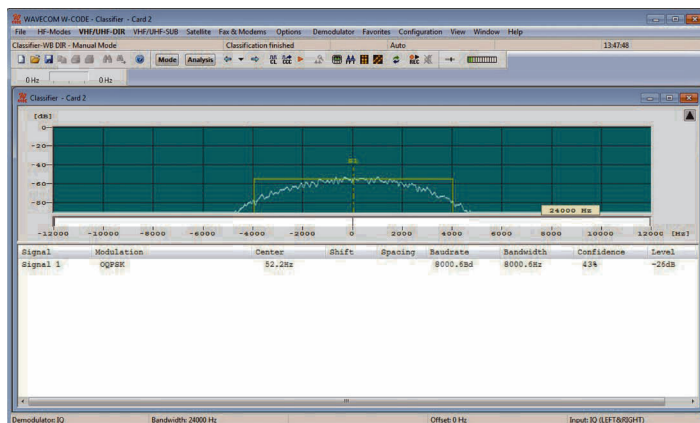 WAVECOM W-CODE - Classifier - Card 2
File HF-Modes VHF/UHF-DIR VHF/UHF-SUB Satellite Fax & Modems Options Demodulator Favorites Configuration View Window Help
Classifier-WB DIR - Manual Mode Classification finished Auto 13:47:48
Mode Analysis
0 Hz 0 Hz
Classifier - Card 2
[dB]
0
-20
-40
-60
-80
24000 Hz
-12000 -10000 -8000 -6000 -4000 -2000 0 2000 4000 6000 8000 10000 12000 [Hz]
Signal Modulation Center Shift Spacing Baudrate Bandwidth Confidence Level
Signal 1 OQPSK 52.2Hz 8000.6Bd 8000.6Hz 43% -26dB
Demodulator: IQ Bandwidth: 24000 Hz Offset: 0 Hz Input: IQ (LEFT&RIGHT)